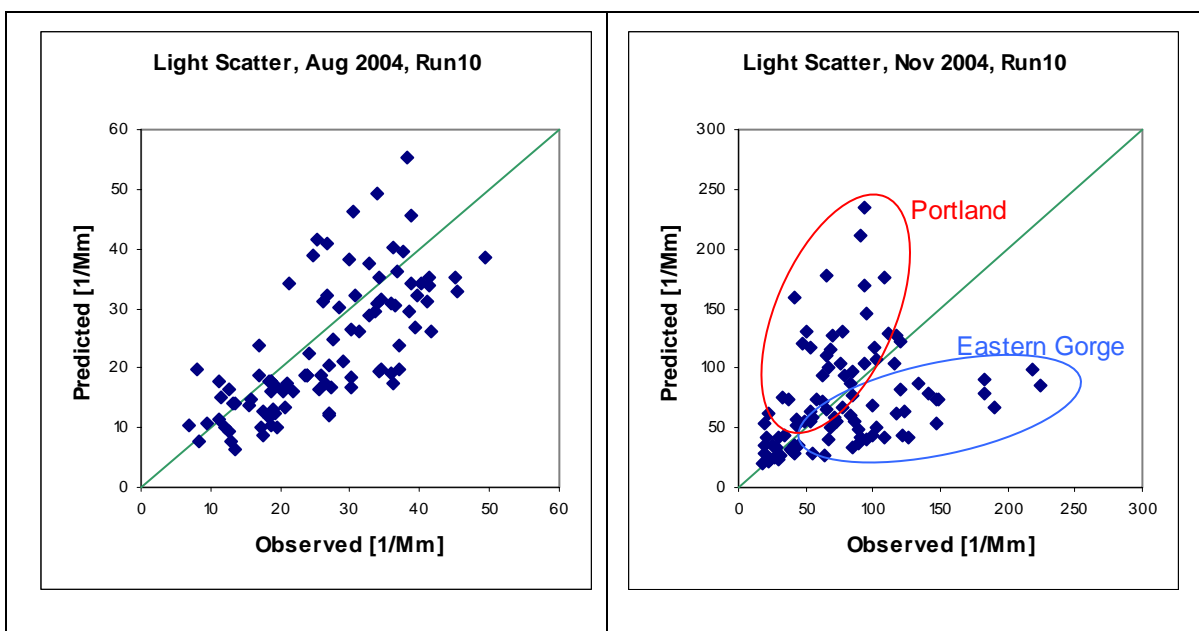 Light Scatter, Aug 2004, Run10
60
50
40
30
20
10
0
0 10 20 30 40 50 60
Predicted [1/Mm]
Observed [1/Mm]
Light Scatter, Nov 2004, Run10
300
250
200
150
100
50
0
0 50 100 150 200 250 300
Predicted [1/Mm]
Observed [1/Mm]
Portland
Eastern Gorge